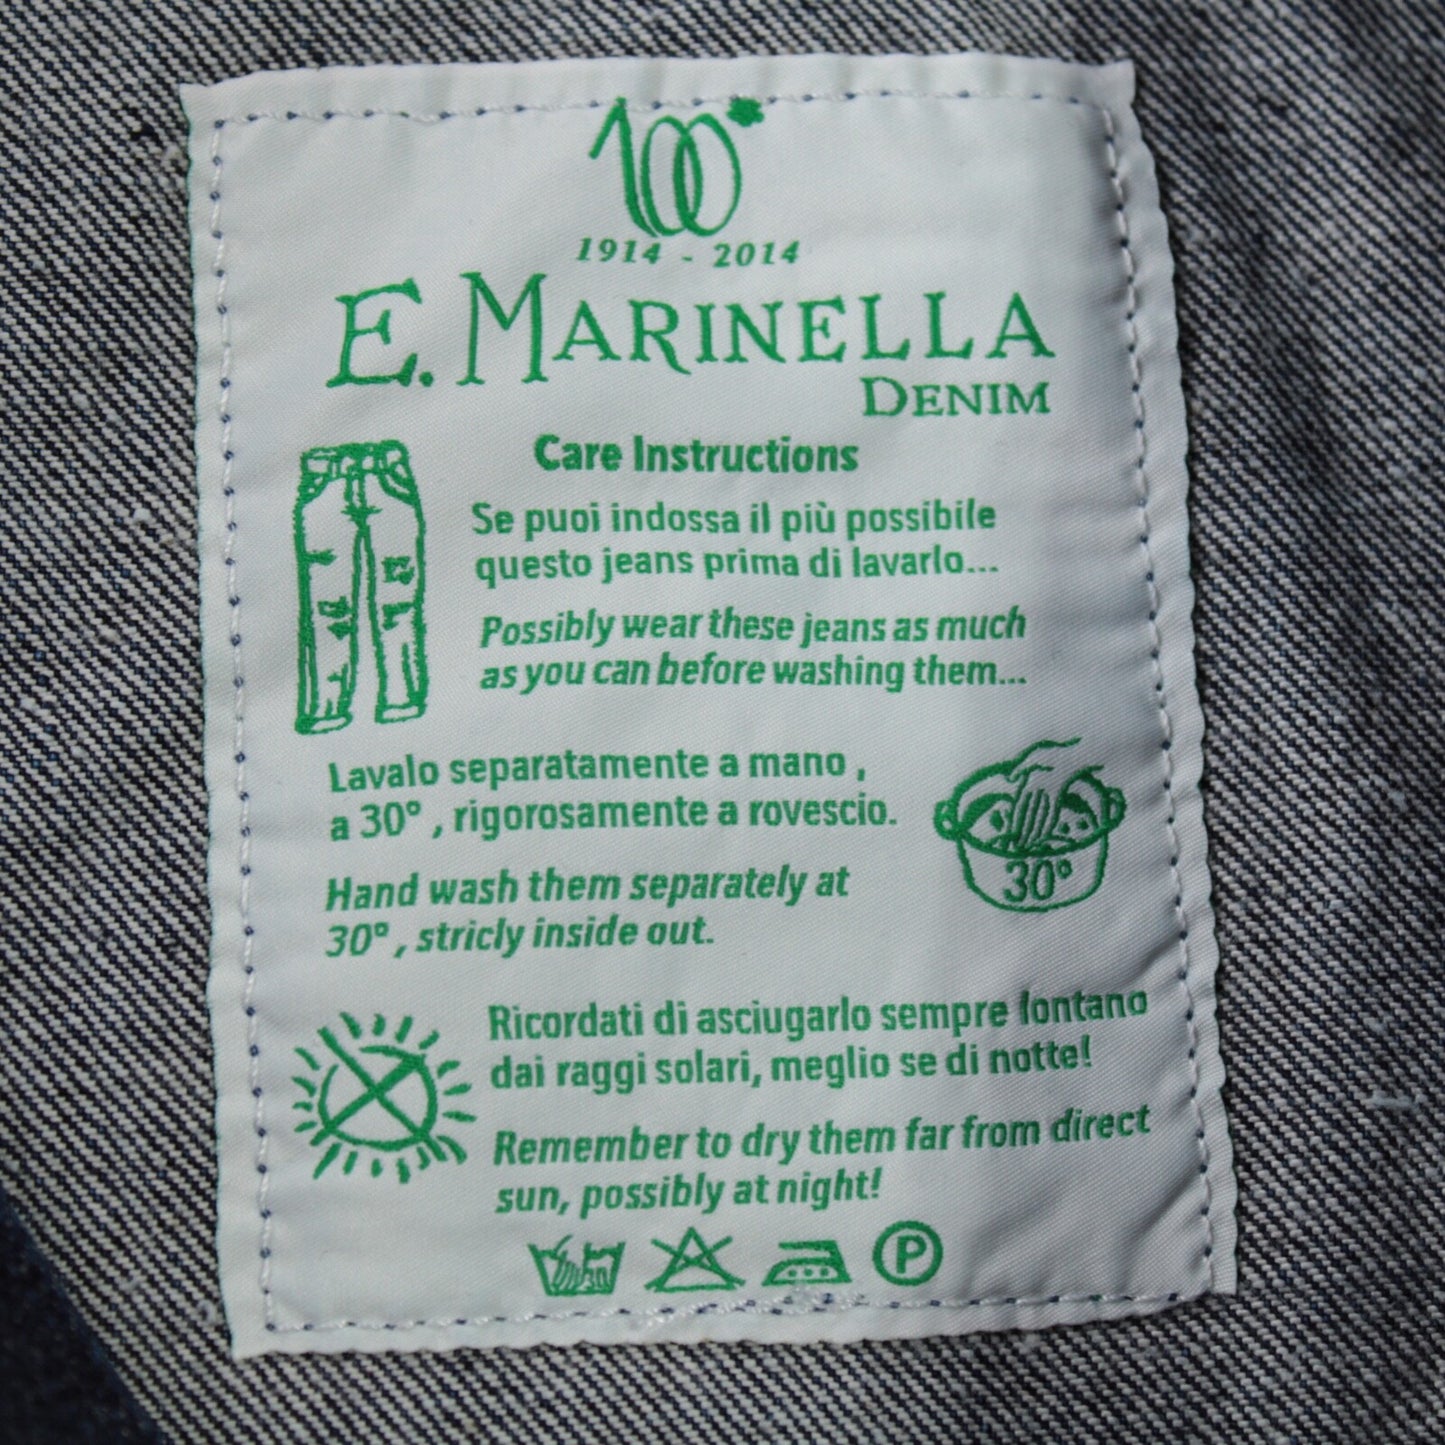 100
1914 - 2014
E. MARINELLA
DENIM
Care Instructions
Se puoi indossa il più possibile
questo jeans prima di lavarlo...
Possibly wear these jeans as much
as you can before washing them...
Lavalo separatamente a mano ,
a 30° , rigorosamente a rovescio.
30°
Hand wash them separately at
30° , stricly inside out.
Ricordati di asciugarlo sempre lontano
dai raggi solari, meglio se di notte!
Remember to dry them far from direct
sun, possibly at night!
30
P